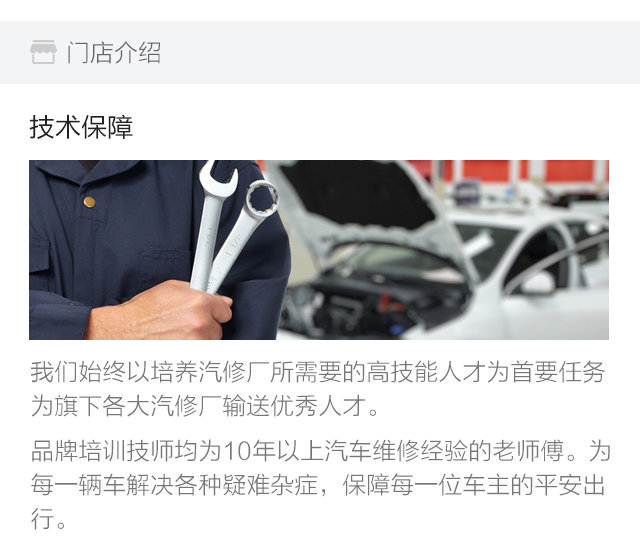 门店介绍
技术保障
我们始终以培养汽修厂所需要的高技能人才为首要任务
为旗下各大汽修厂输送优秀人才。
品牌培训技师均为10年以上汽车维修经验的老师傅。为
每一辆车解决各种疑难杂症，保障每一位车主的平安出
行。